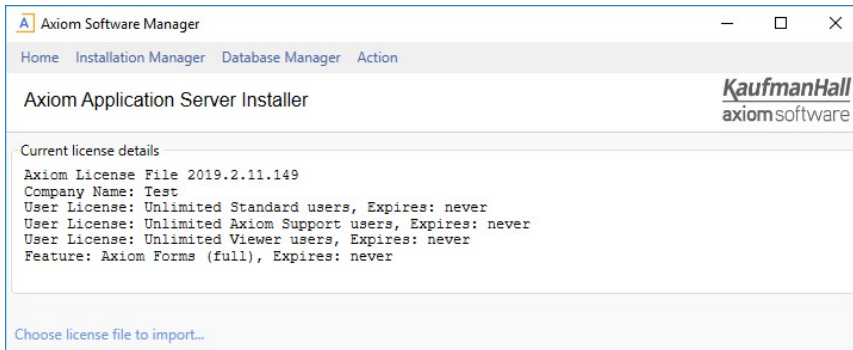 A Axiom Software Manager
Home Installation Manager Database Manager Action
Axiom Application Server Installer
KaufmanHall
axiomsoftware
Current license details
Axiom License File 2019.2.11.149
Company Name: Test
User License: Unlimited Standard users, Expires: never
User License: Unlimited Axiom Support users, Expires: never
User License: Unlimited Viewer users, Expires: never
Feature: Axiom Forms (full), Expires: never
Choose license file to import...